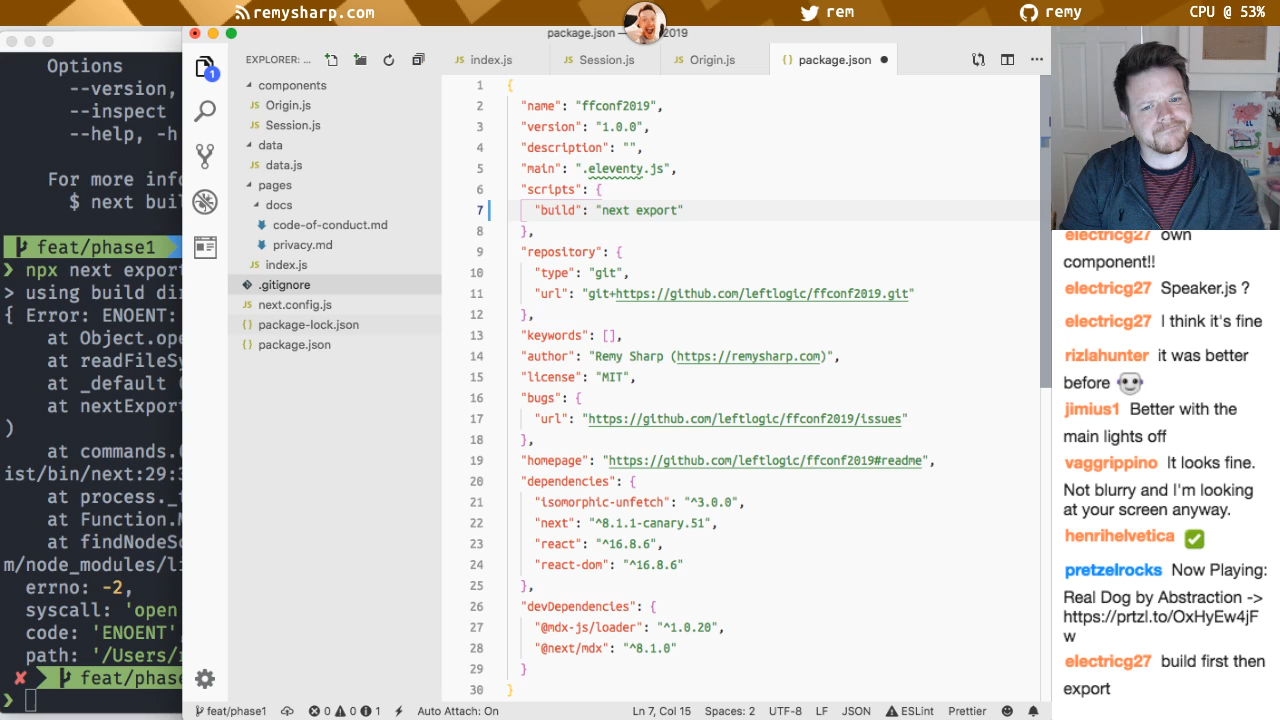 remysharp.com
rem
remy
CPU @ 53%
package.json —
2019
Options
--version,
--inspect
--help, -h
For more info
$ next buil
feat/phase1
❯ npx next export
> using build di
{ Error: ENOENT:
at Object.ope
at readFileSy
at _default (
at nextExport
)
at commands.
ist/bin/next:29:3
at process._t
at Function.M
at findNodeSc
m/node_modules/li
errno: -2,
syscall: 'open
code: 'ENOENT'
path: '/Users/
✘ feat/phase
❯
1
EXPLORER: ...
components
JS Origin.js
JS Session.js
data
JS data.js
pages
docs
code-of-conduct.md
privacy.md
JS index.js
.gitignore
JS next.config.js
{} package-lock.json
{} package.json
JS index.js
JS Session.js
JS Origin.js
{} package.json ●
1 {
2 "name": "ffconf2019",
3 "version": "1.0.0",
4 "description": "",
5 "main": ".eleventy.js",
6 "scripts": {
7 "build": "next export"
8 },
9 "repository": {
10 "type": "git",
11 "url": "git+https://github.com/leftlogic/ffconf2019.git"
12 },
13 "keywords": [],
14 "author": "Remy Sharp (https://remysharp.com)",
15 "license": "MIT",
16 "bugs": {
17 "url": "https://github.com/leftlogic/ffconf2019/issues"
18 },
19 "homepage": "https://github.com/leftlogic/ffconf2019#readme",
20 "dependencies": {
21 "isomorphic-unfetch": "^3.0.0",
22 "next": "^8.1.1-canary.51",
23 "react": "^16.8.6",
24 "react-dom": "^16.8.6"
25 },
26 "devDependencies": {
27 "@mdx-js/loader": "^1.0.20",
28 "@next/mdx": "^8.1.0"
29 }
30 }
feat/phase1
0 0 1
Auto Attach: On
Ln 7, Col 15
Spaces: 2
UTF-8
LF
JSON
ESLint
Prettier
electricg27 own
component!!
electricg27 Speaker.js ?
electricg27 I think it's fine
rizlahunter it was better
before
jimius1 Better with the
main lights off
vaggrippino It looks fine.
Not blurry and I'm looking
at your screen anyway.
henrihelvetica
pretzelrocks Now Playing:
Real Dog by Abstraction ->
https://prtzl.to/OxHyEw4jF
w
electricg27 build first then
export